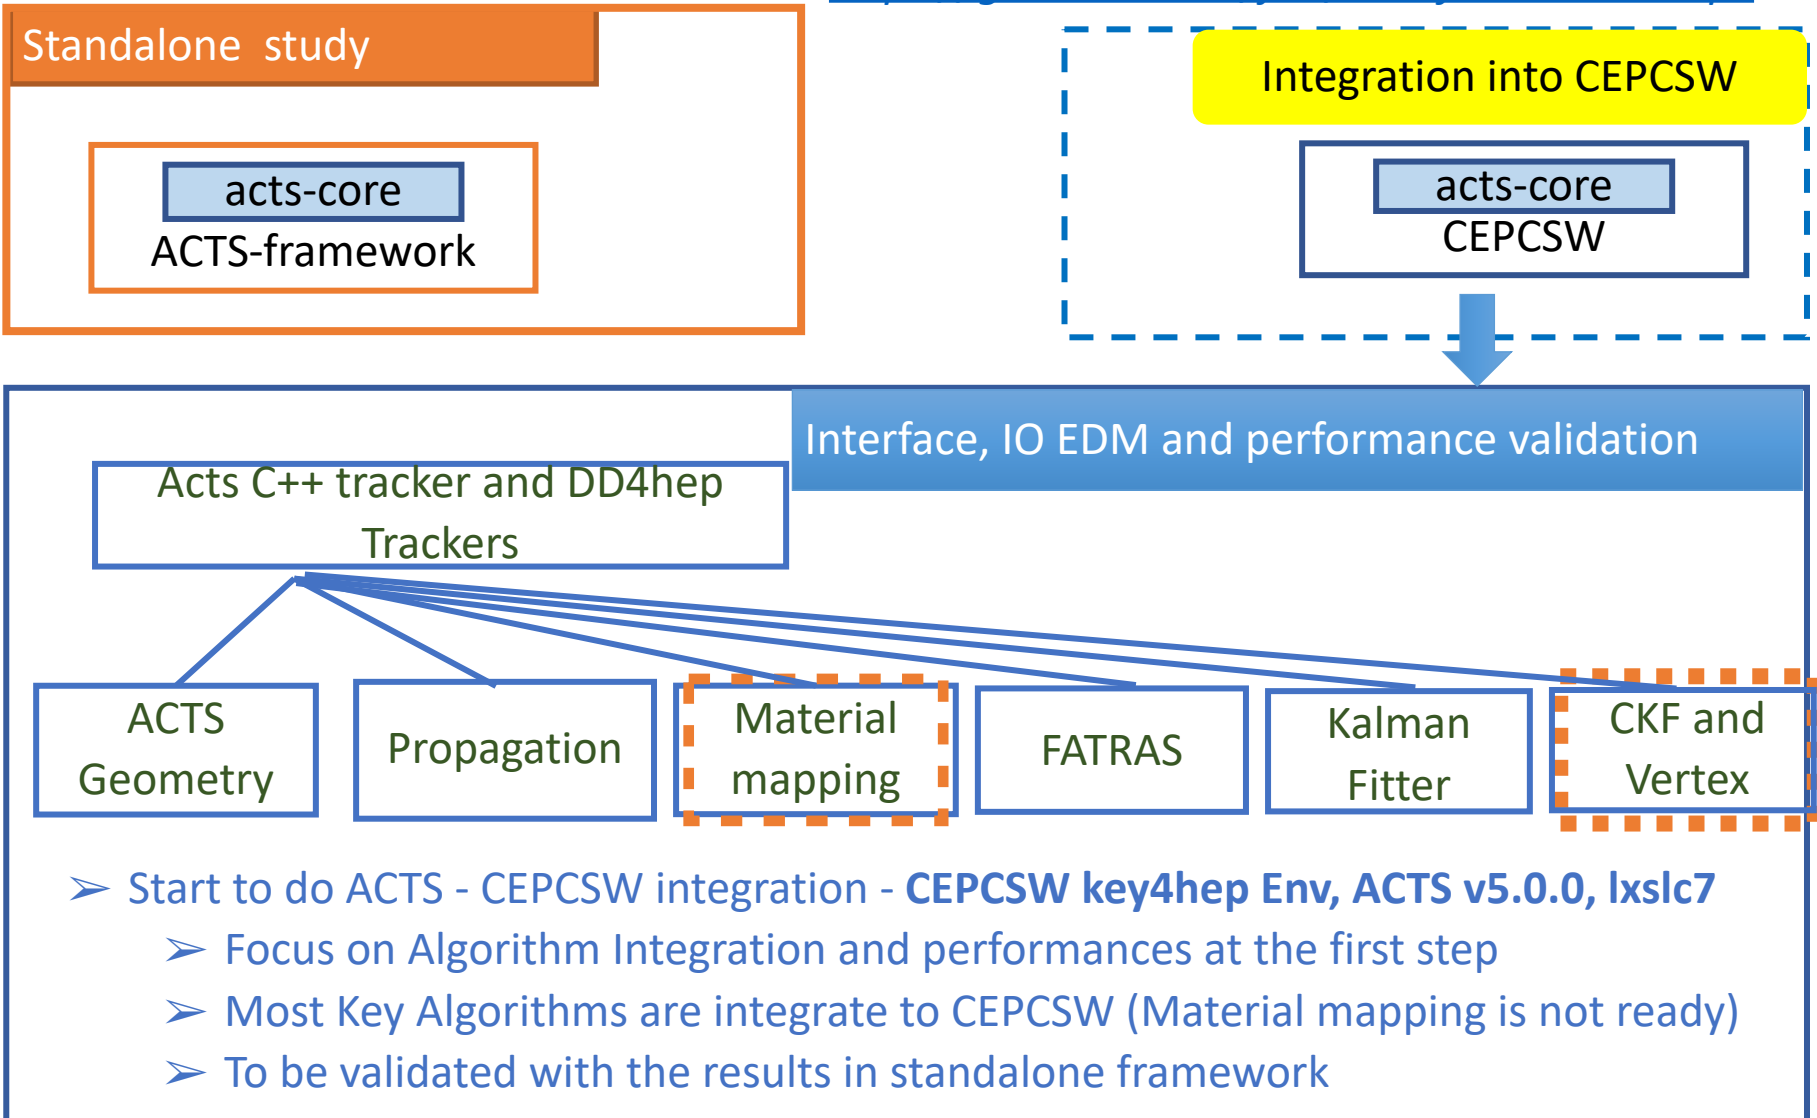 Standalone  study
Integration into CEPCSW
acts-core
ACTS-framework
acts-core
CEPCSW
Interface, IO EDM and performance validation
Acts C++ tracker and DD4hep
Trackers
ACTS
Geometry
Propagation
Material
mapping
FATRAS
Kalman
Fitter
CKF and
Vertex
➢ Start to do ACTS - CEPCSW integration - CEPCSW key4hep Env, ACTS v5.0.0, lxslc7
➢ Focus on Algorithm Integration and performances at the first step
➢ Most Key Algorithms are integrate to CEPCSW (Material mapping is not ready)
➢ To be validated with the results in standalone framework